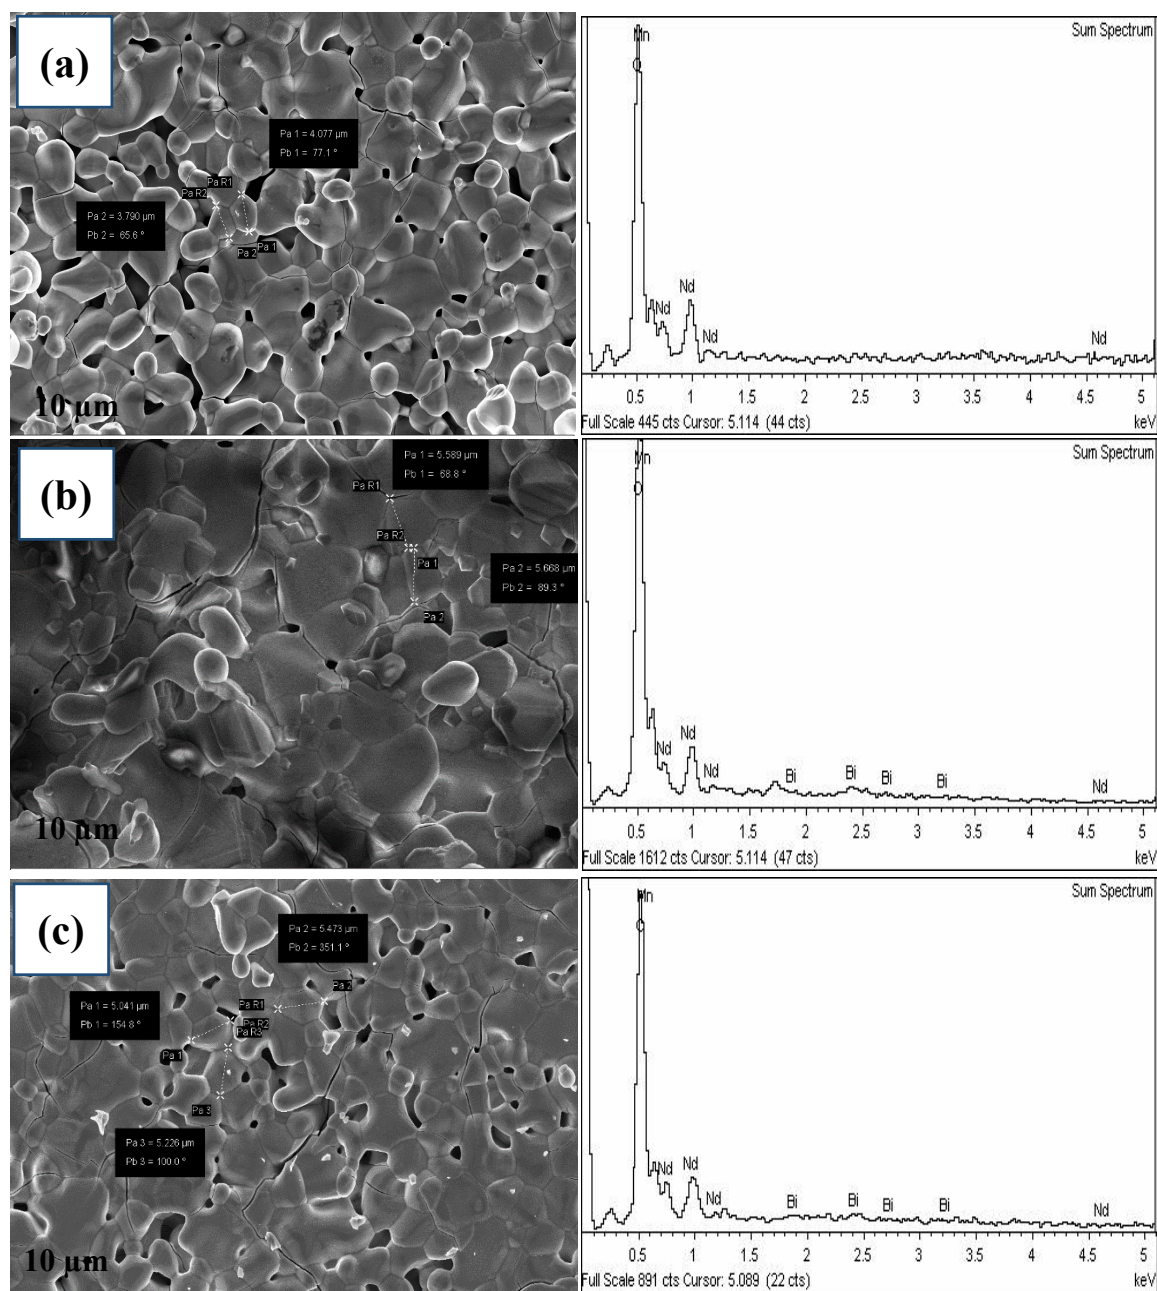 (a)
Pa 1 = 4.077 µm
Pb 1 = 77.1 °
Pa R1
Pa R2
Pa 2 = 3.790 µm
Pb 2 = 65.6 °
Pa 1
Pa 2
10 µm
Sum Spectrum
Mn
O
Nd
Nd
Nd
Nd
0.5 1 1.5 2 2.5 3 3.5 4 4.5 5
Full Scale 445 cts Cursor: 5.114 (44 cts) keV
(b)
Pa 1 = 5.589 µm
Pb 1 = 68.8 °
Pa R1
Pa R2
Pa 1
Pa 2 = 5.668 µm
Pb 2 = 89.3 °
Pa 2
10 µm
Sum Spectrum
Mn
O
Nd
Nd
Nd
Bi
Bi
Bi
Bi
Nd
0.5 1 1.5 2 2.5 3 3.5 4 4.5 5
Full Scale 1612 cts Cursor: 5.114 (47 cts) keV
(c)
Pa 2 = 5.473 µm
Pb 2 = 351.1 °
Pa 2
Pa 1 = 5.041 µm
Pb 1 = 154.8 °
Pa R1
Pa R2
Pa R3
Pa 1
Pa 3
Pa 3 = 5.226 µm
Pb 3 = 100.0 °
10 µm
Sum Spectrum
Mn
O
Nd
Nd
Nd
Bi
Bi
Bi
Bi
Nd
0.5 1 1.5 2 2.5 3 3.5 4 4.5 5
Full Scale 891 cts Cursor: 5.089 (22 cts) keV